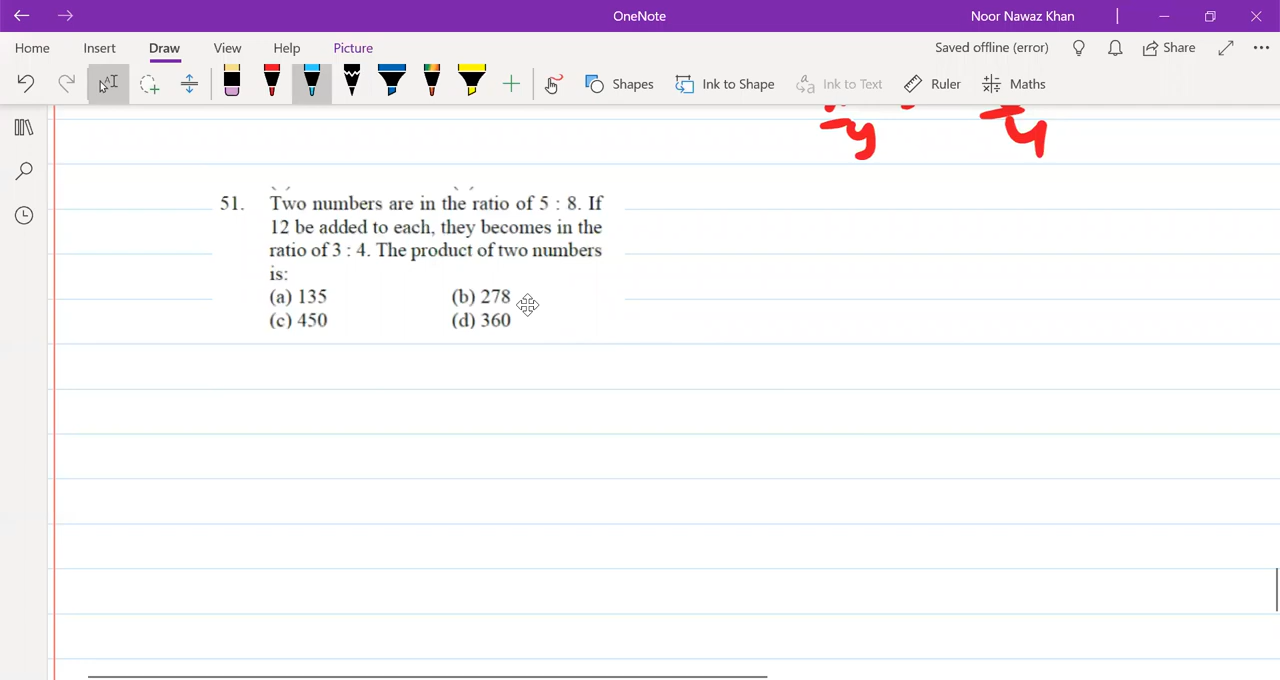 OneNote
Noor Nawaz Khan
Home Insert Draw View Help Picture
Saved offline (error) Share
Shapes Ink to Shape Ink to Text Ruler Maths
y 4
51. Two numbers are in the ratio of 5 : 8. If
12 be added to each, they becomes in the
ratio of 3 : 4. The product of two numbers
is:
(a) 135 (b) 278
(c) 450 (d) 360